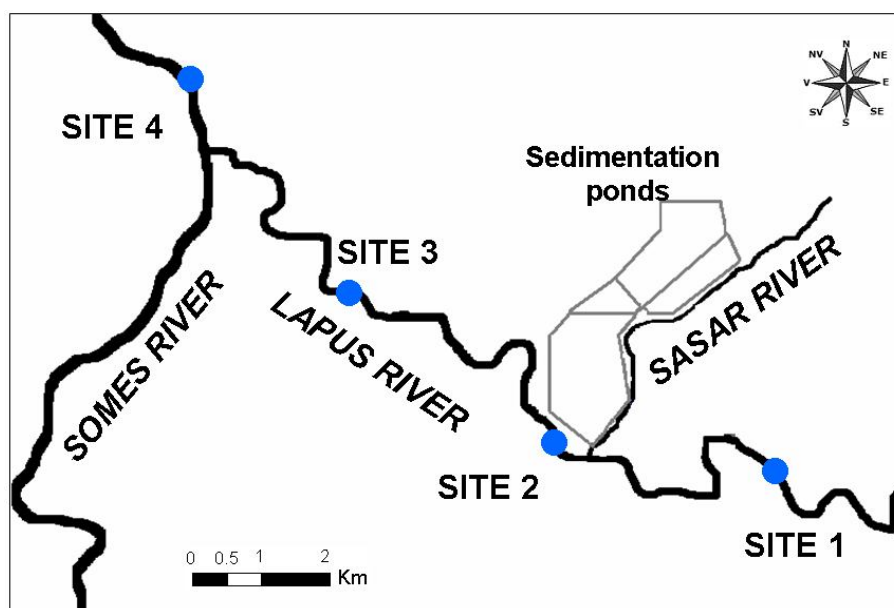 N
NV
NE
V
E
SV
SE
S
SITE 4
Sedimentation
ponds
SITE 3
SASAR RIVER
SOMES RIVER
LAPUS RIVER
SITE 2
SITE 1
0 0.5 1 2
Km